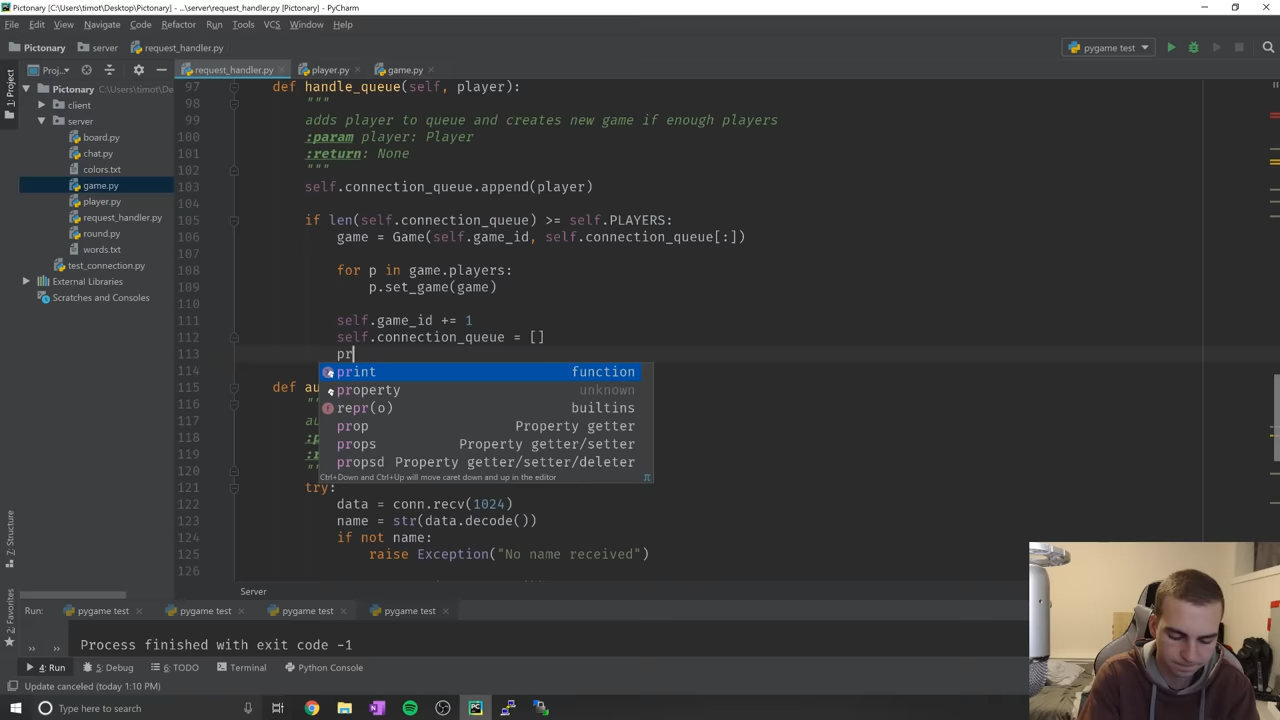 Pictonary [C:\Users\timot\Desktop\Pictonary] - ...\server\request_handler.py [Pictonary] - PyCharm
File Edit View Navigate Code Refactor Run Tools VCS Window Help
Pictonary server request_handler.py pygame test
1: Project
Proj... request_handler.py player.py game.py
Pictonary C:\Users\timot\Desktop
client
server
board.py
chat.py
colors.txt
game.py
player.py
request_handler.py
round.py
words.txt
test_connection.py
External Libraries
Scratches and Consoles
97 def handle_queue(self, player):
98 """
99 adds player to queue and creates new game if enough players
100 :param player: Player
101 :return: None
102 """
103 self.connection_queue.append(player)
104
105 if len(self.connection_queue) >= self.PLAYERS:
106 game = Game(self.game_id, self.connection_queue[:])
107
108 for p in game.players:
109 p.set_game(game)
110
111 self.game_id += 1
112 self.connection_queue = []
113 pr
114 print function
property unknown
115 def au
116 "" repr(o) builtins
117 au
prop Property getter
118 :p
props Property getter/setter
119 :r
propsd Property getter/setter/deleter
120 ""
Ctrl+Down and Ctrl+Up will move caret down and up in the editor π
121 try:
122 data = conn.recv(1024)
123 name = str(data.decode())
124 if not name:
125 raise Exception("No name received")
126
Server
7: Structure
2: Favorites
Run: pygame test pygame test pygame test pygame test
Process finished with exit code -1
4: Run 5: Debug 6: TODO Terminal Python Console
Update canceled (today 1:10 PM)
Type here to search